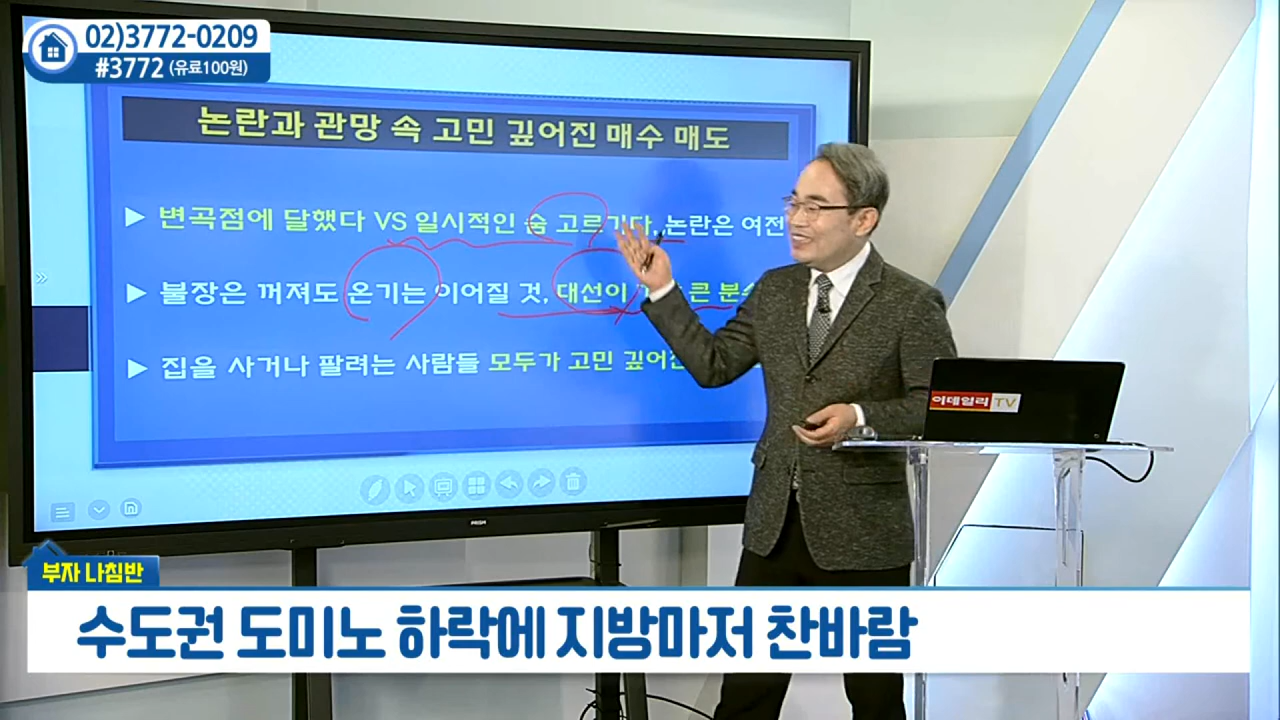 02)3772-0209
#3772 (유료100원)
논란과 관망 속 고민 깊어진 매수 매도
▶ 변곡점에 달했다 VS 일시적인 숨 고르기다, 논란은 여전
▶ 불장은 꺼져도 온기는 이어질 것, 대선이 큰
▶ 집을 사거나 팔려는 사람들 모두가 고민 깊어진
PRISM
이데일리 TV
부자 나침반
수도권 도미노 하락에 지방마저 찬바람